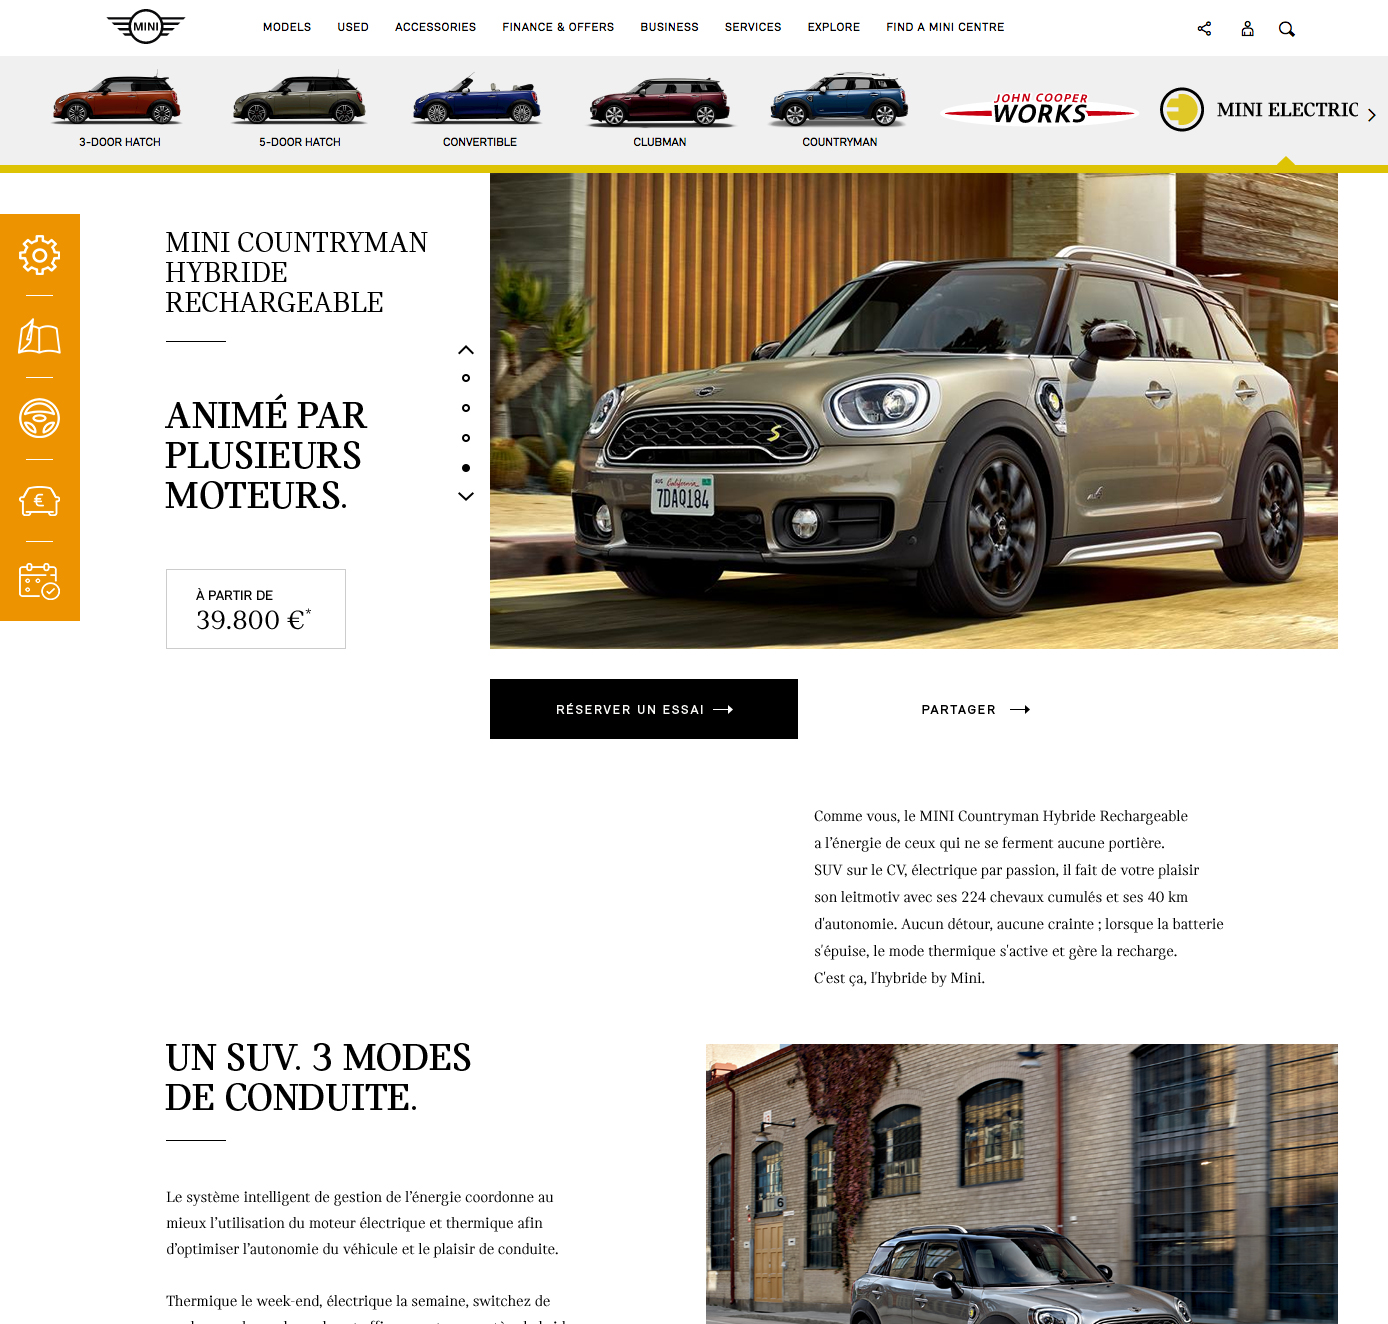 MINI
MODELS USED ACCESSORIES FINANCE & OFFERS BUSINESS SERVICES EXPLORE FIND A MINI CENTRE
3-DOOR HATCH
5-DOOR HATCH
CONVERTIBLE
CLUBMAN
COUNTRYMAN
JOHN COOPER
WORKS
MINI ELECTRIC
MINI COUNTRYMAN
HYBRIDE
RECHARGEABLE
ANIMÉ PAR
PLUSIEURS
MOTEURS.
À PARTIR DE
39.800 €*
€
S
California
7DAQ184
RÉSERVER UN ESSAI
PARTAGER
Comme vous, le MINI Countryman Hybride Rechargeable
a l’énergie de ceux qui ne se ferment aucune portière.
SUV sur le CV, électrique par passion, il fait de votre plaisir
son leitmotiv avec ses 224 chevaux cumulés et ses 40 km
d'autonomie. Aucun détour, aucune crainte ; lorsque la batterie
s'épuise, le mode thermique s'active et gère la recharge.
C'est ça, l'hybride by Mini.
UN SUV. 3 MODES
DE CONDUITE.
Le système intelligent de gestion de l’énergie coordonne au
mieux l’utilisation du moteur électrique et thermique afin
d’optimiser l’autonomie du véhicule et le plaisir de conduite.
Thermique le week-end, électrique la semaine, switchez de
6